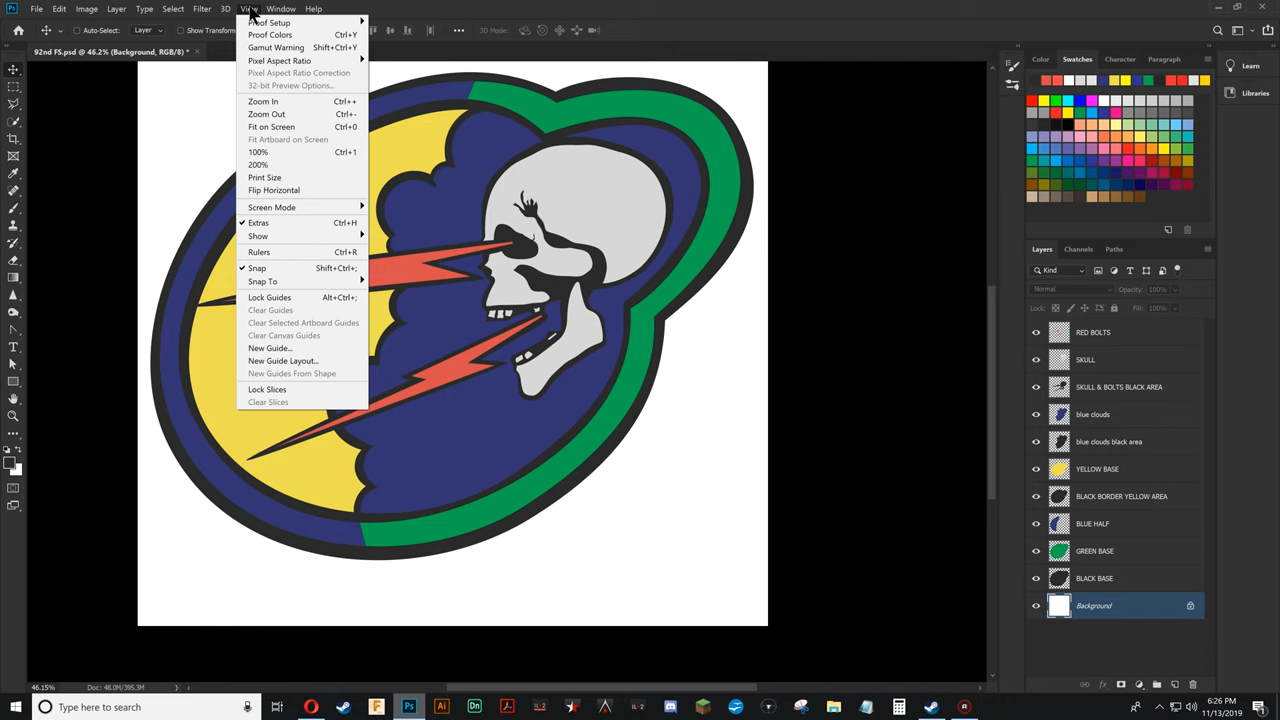 Ps File Edit Image Layer Type Select Filter 3D View Window Help
Auto-Select: Layer Show Transform
92nd FS.psd @ 46.2% (Background, RGB/8) * ×
Proof Setup
Proof Colors Ctrl+Y
Gamut Warning Shift+Ctrl+Y
Pixel Aspect Ratio
Pixel Aspect Ratio Correction
32-bit Preview Options...
Zoom In Ctrl++
Zoom Out Ctrl+-
Fit on Screen Ctrl+0
Fit Artboard on Screen
100% Ctrl+1
200%
Print Size
Flip Horizontal
Screen Mode
Extras Ctrl+H
Show
Rulers Ctrl+R
Snap Shift+Ctrl+;
Snap To
Lock Guides Alt+Ctrl+;
Clear Guides
Clear Selected Artboard Guides
Clear Canvas Guides
New Guide...
New Guide Layout...
New Guides From Shape
Lock Slices
Clear Slices
Color Swatches Character Paragraph
Learn
Libraries
Layers Channels Paths
Kind
Normal Opacity: 100%
Lock: Fill: 100%
RED BOLTS
SKULL
SKULL & BOLTS BLACK AREA
blue clouds
blue clouds black area
YELLOW BASE
BLACK BORDER YELLOW AREA
BLUE HALF
GREEN BASE
BLACK BASE
Background
46.15% Doc: 48.0M/395.3M
Type here to search
6:26 PM
11/13/2019